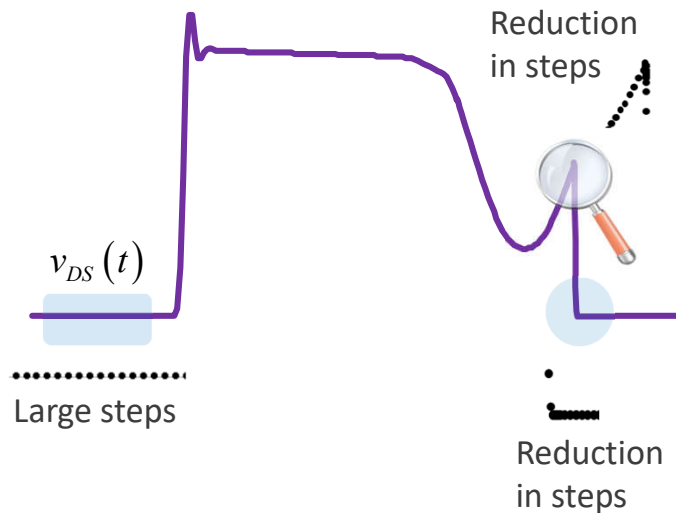 Reduction
in steps
v_DS (t)
Large steps
Reduction
in steps